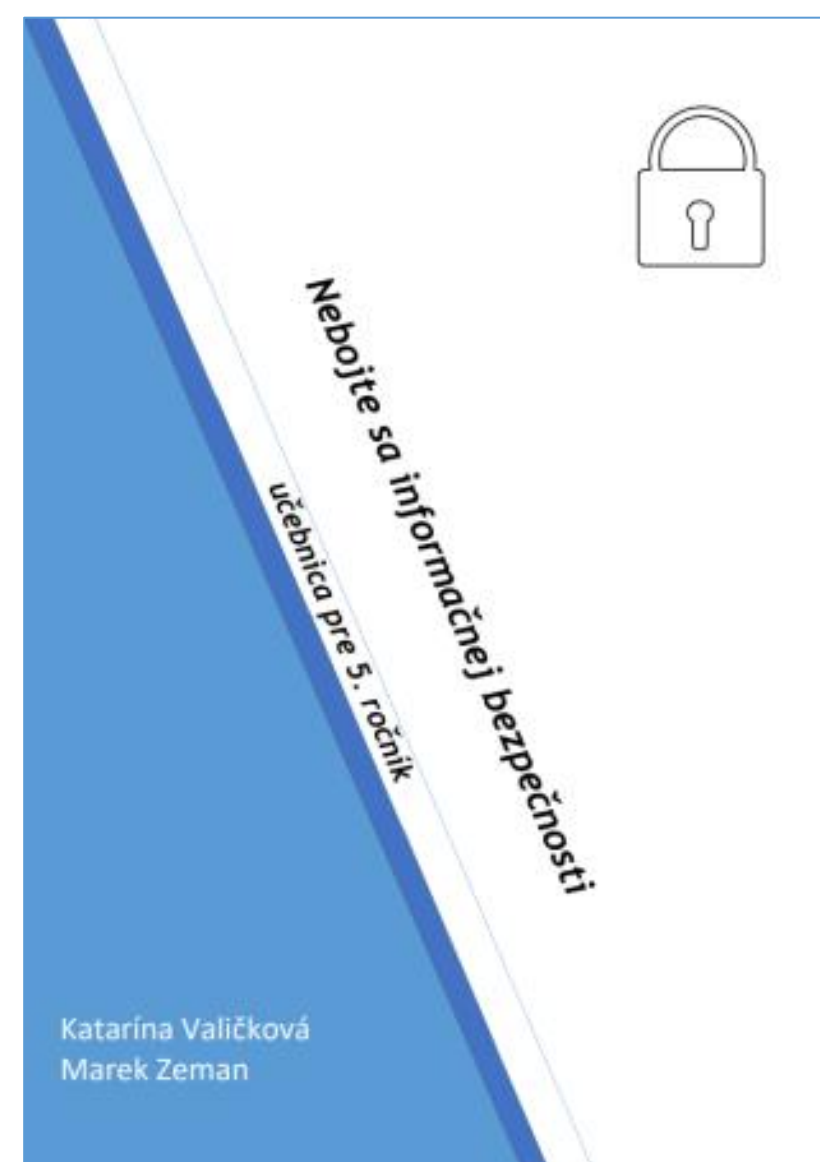 Nebojte sa informačnej bezpečnosti
učebnica pre 5. ročník
Katarína Valičková
Marek Zeman